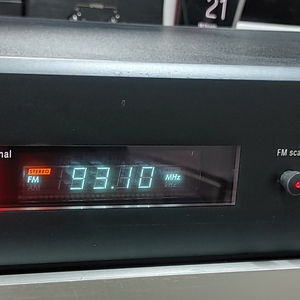 21
nal
FM sca
STEREO
FM 93.10 MHz